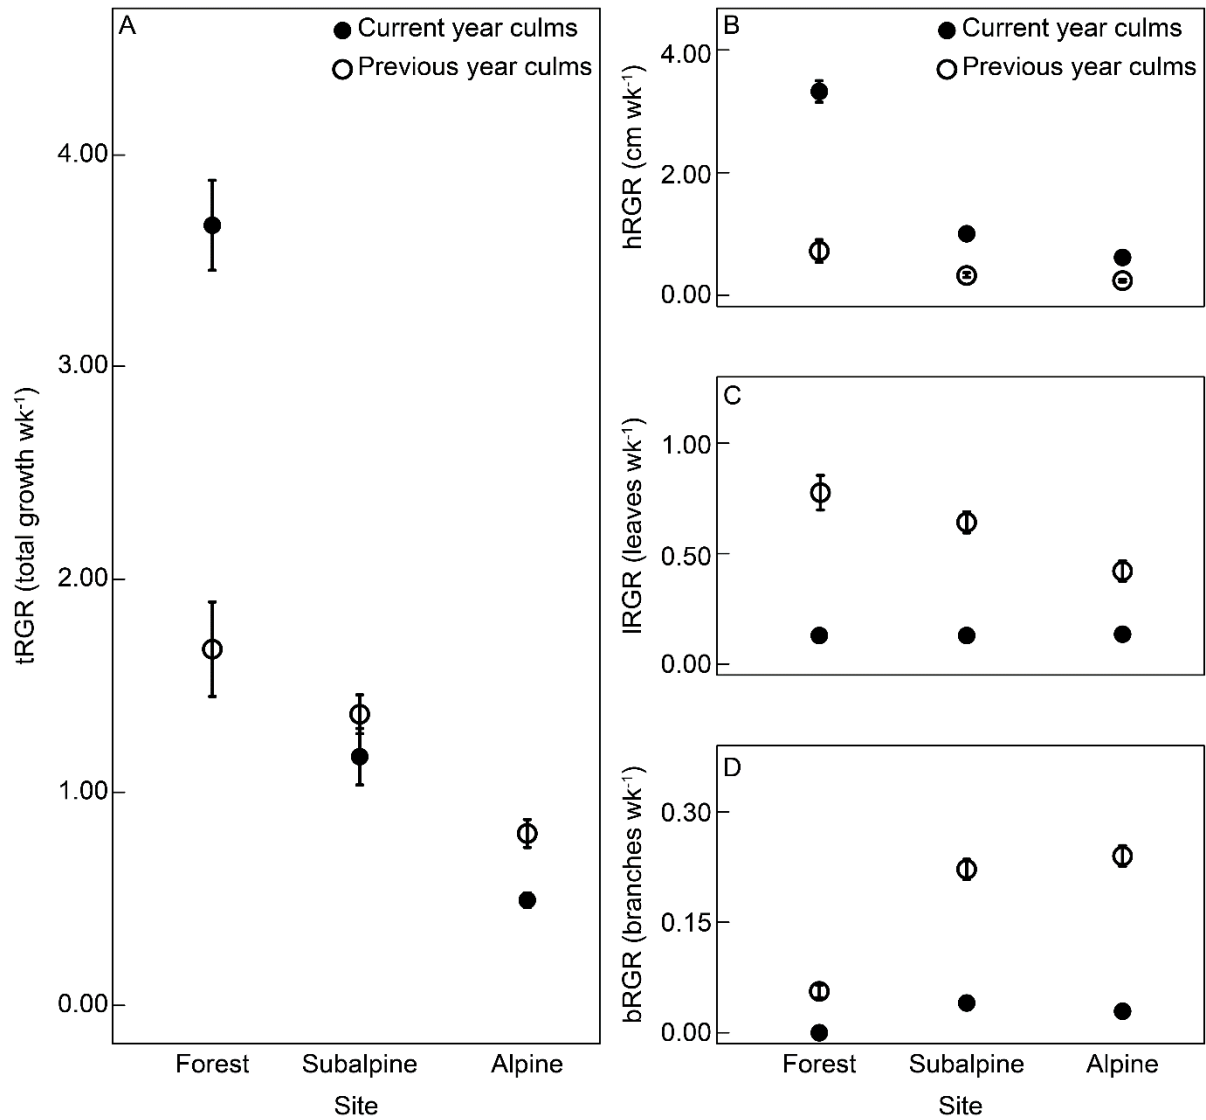 A
Current year culms
Previous year culms
4.00
3.00
2.00
1.00
0.00
tRGR (total growth wk⁻¹)
Forest Subalpine Alpine
Site
B
Current year culms
Previous year culms
4.00
2.00
0.00
hRGR (cm wk⁻¹)
C
1.00
0.50
0.00
lRGR (leaves wk⁻¹)
D
0.30
0.15
0.00
bRGR (branches wk⁻¹)
Forest Subalpine Alpine
Site